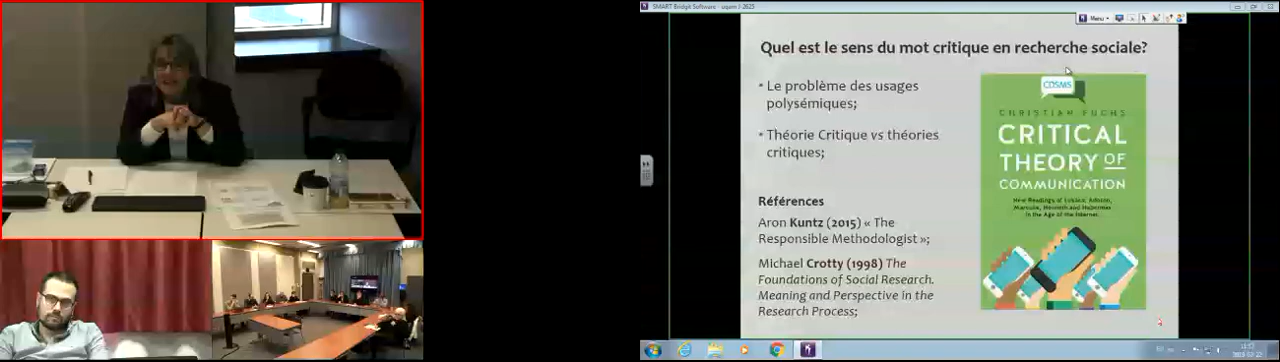 SMART Bridge Software - uqam J-2625
Menu
Quel est le sens du mot critique en recherche sociale?
• Le problème des usages
polysémiques;
• Théorie Critique vs théories
critiques;
Références
Aron Kuntz (2015) « The
Responsible Methodologist »;
Michael Crotty (1998) The
Foundations of Social Research.
Meaning and Perspective in the
Research Process;
CDSMS
CHRISTIAN FUCHS
CRITICAL
THEORY OF
COMMUNICATION
New Readings of Lukács, Adorno,
Marcuse, Honneth and Habermas
in the Age of the Internet